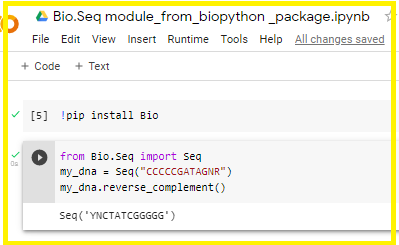 Bio.Seq module_from_biopython _package.ipynb
File Edit View Insert Runtime Tools Help All changes saved
+ Code + Text
[5] !pip install Bio
from Bio.Seq import Seq
0s my_dna = Seq("CCCCCGATAGNR")
my_dna.reverse_complement()
Seq('YNCTATCGGGGG')